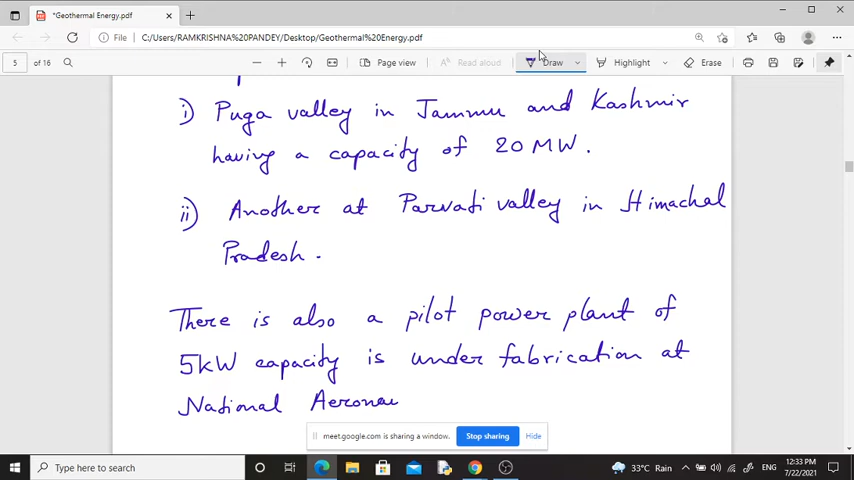 *Geothermal Energy.pdf
File C:/Users/RAMKRISHNA%20PANDEY/Desktop/Geothermal%20Energy.pdf
5 of 16 Page view Read aloud Draw Highlight Erase
i) Puga valley in Jammu and Kashmir
having a capacity of 20 MW.
ii) Another at Parvati valley in Himachal
Pradesh.
There is also a pilot power plant of
5kW capacity is under fabrication at
National Aeronau
meet.google.com is sharing a window. Stop sharing Hide
Type here to search 33°C Rain ENG 12:33 PM
7/22/2021